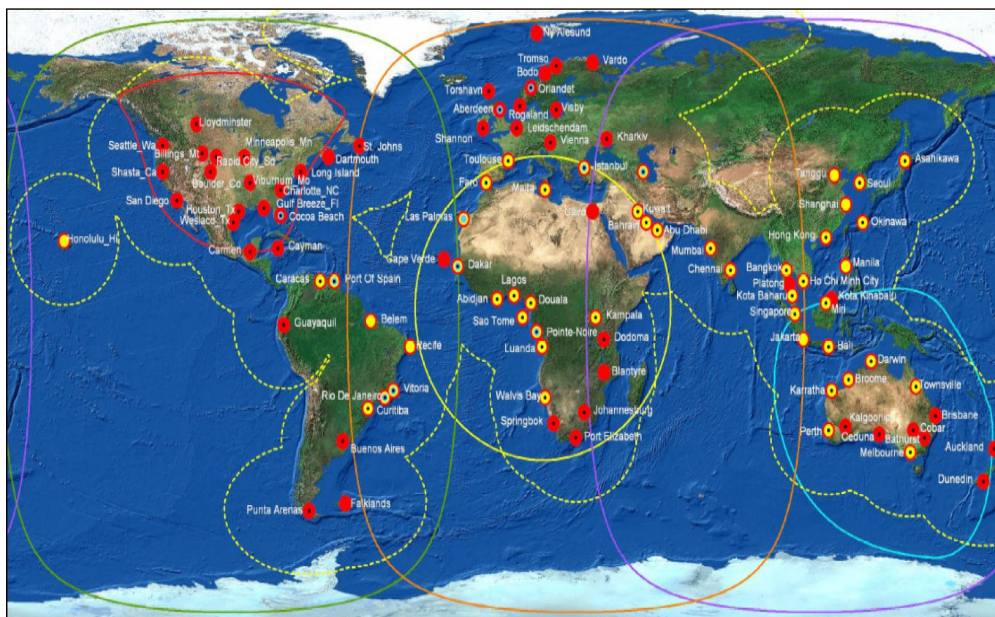 Ny Alesund
Tromso
Vardo
Bodo
Torshavn
Orlandet
Aberdeen
Rogaland
Visby
Lloydminster
Shannon
Leidschendam
Kharkiv
Seattle_Wa
Minneapolis_Mn
St. Johns
Vienna
Billings_Mt
Rapid City_Sd
Dartmouth
Toulouse
Istanbul
Asahikawa
Shasta_Ca
Boulder_Co
Viburnum_Mo
Long Island
Tanggu
Seoul
Faro
Malta
Charlotte_NC
San Diego
Houston_Tx
Gulf Breeze_Fl
Shanghai
Weslaco_Tx
Cocoa Beach
Las Palmas
Cairo
Kuwait
Okinawa
Honolulu_Hi
Bahrain
Abu Dhabi
Hong Kong
Carmen
Cayman
Mumbai
Cape Verde
Dakar
Chennai
Bangkok
Manila
Caracas
Port Of Spain
Platong
Ho Chi Minh City
Lagos
Kota Baharu
Kota Kinabalu
Abidjan
Douala
Miri
Singapore
Guayaquil
Belem
Sao Tome
Kampala
Pointe-Noire
Dodoma
Recife
Luanda
Jakarta
Bali
Darwin
Blantyre
Broome
Townsville
Rio De Janeiro
Vitoria
Walvis Bay
Karratha
Curitiba
Johannesburg
Springbok
Kalgoorlie
Brisbane
Perth
Cobar
Port Elizabeth
Ceduna
Bathurst
Buenos Aires
Melbourne
Auckland
Dunedin
Punta Arenas
Falklands